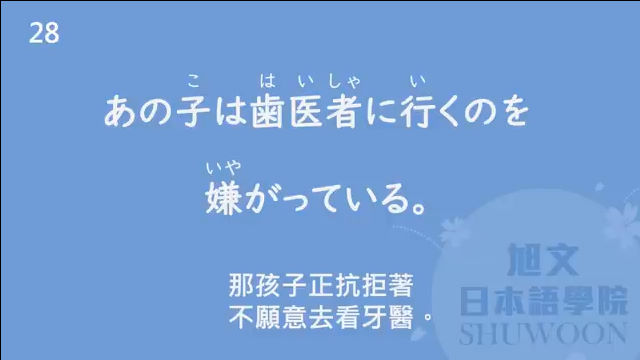 28
こ は いしゃ い
あの子は歯医者に行くのを
いや
嫌がっている。
那孩子正抗拒著
不願意去看牙醫。
旭文
日本語學院
SHUWOON